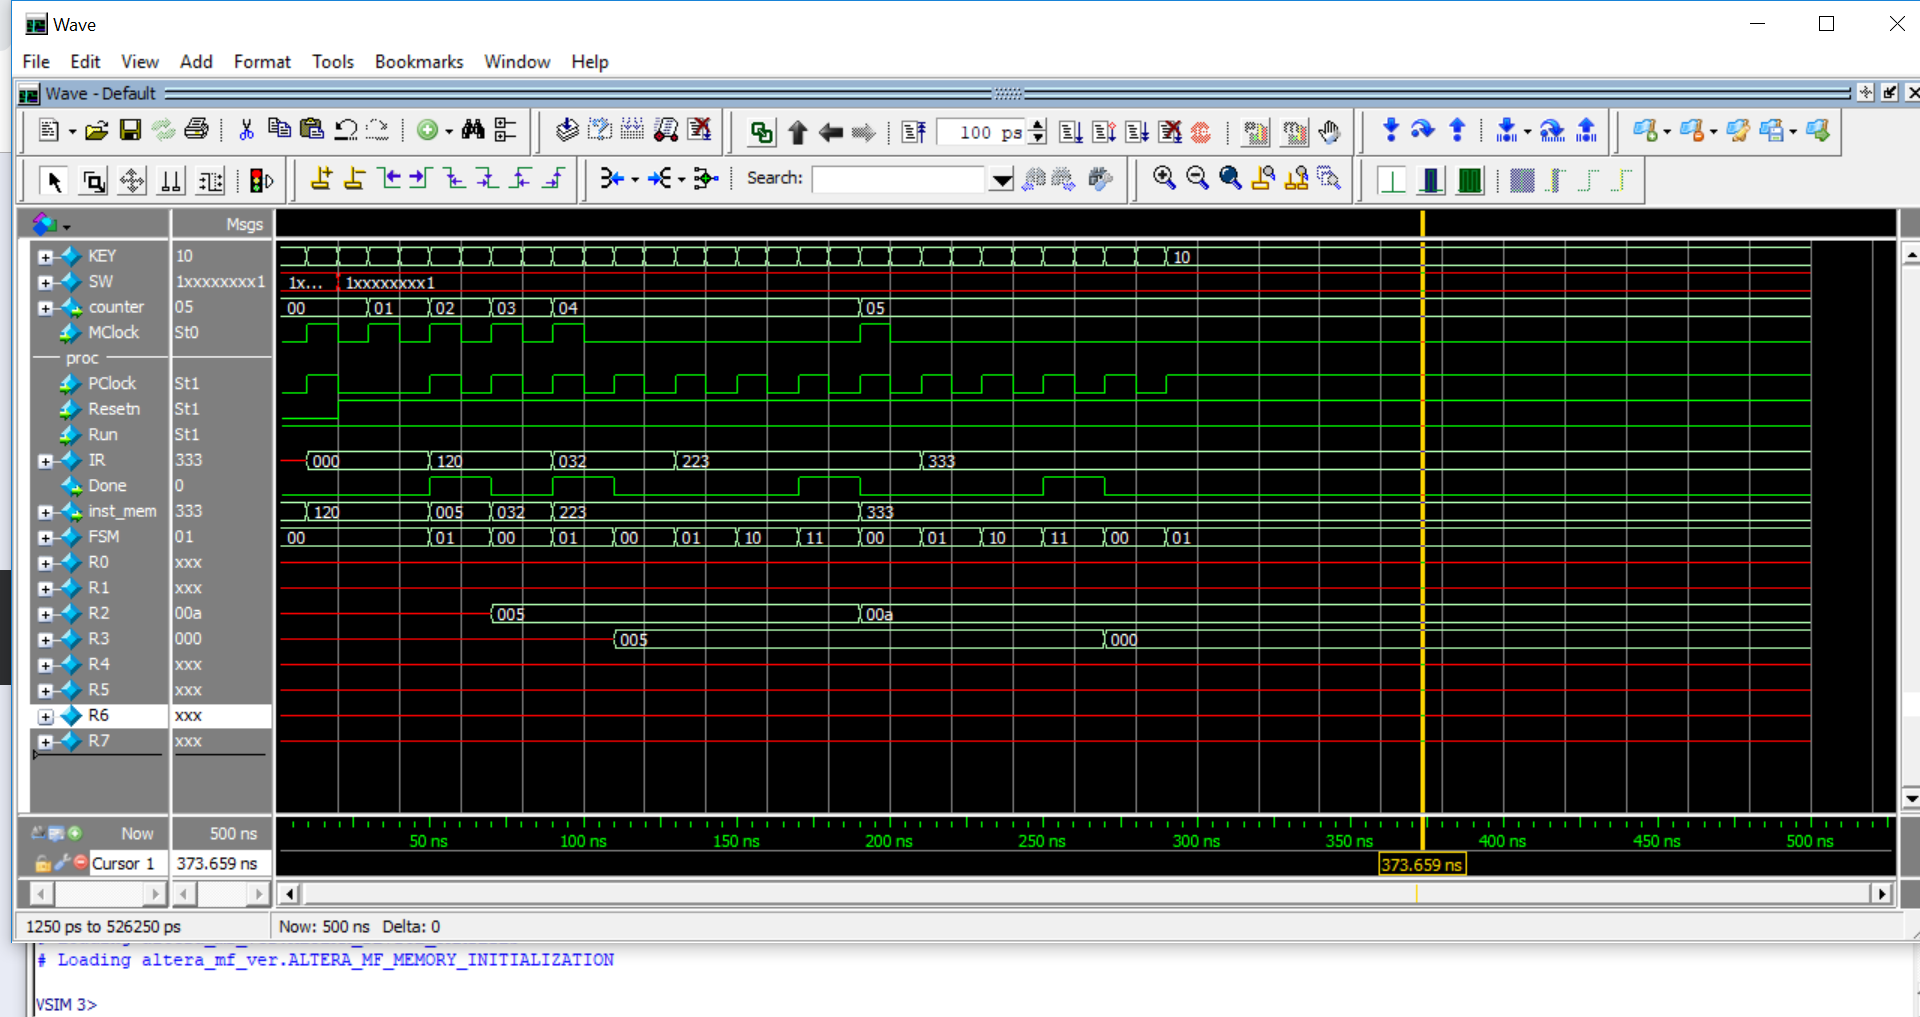 Wave
File Edit View Add Format Tools Bookmarks Window Help
Wave - Default
100 ps
Search:
Msgs
KEY 10 10
SW 1xxxxxxxx1 1x... 1xxxxxxxx1
counter 05 00 01 02 03 04 05
MClock St0
proc
PClock St1
Resetn St1
Run St1
IR 333 000 120 032 223 333
Done 0
inst_mem 333 120 005 032 223 333
FSM 01 00 01 00 01 00 01 10 11 00 01 10 11 00 01
R0 xxx
R1 xxx
R2 00a 005 00a
R3 000 005 000
R4 xxx
R5 xxx
R6 xxx
R7 xxx
Now 500 ns 50 ns 100 ns 150 ns 200 ns 250 ns 300 ns 350 ns 400 ns 450 ns 500 ns
Cursor 1 373.659 ns 373.659 ns
1250 ps to 526250 ps Now: 500 ns Delta: 0
# Loading altera_mf_ver.ALTERA_MF_MEMORY_INITIALIZATION
VSIM 3>